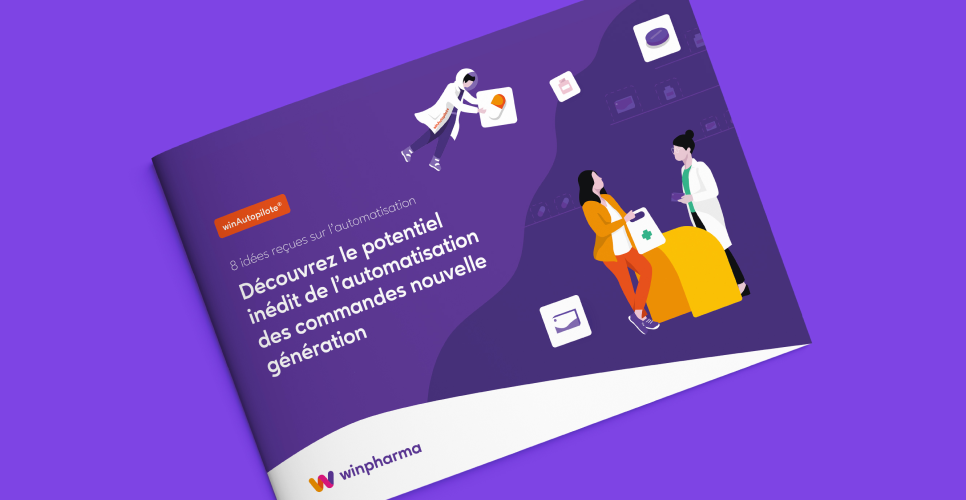 winAutopilote®
8 idées reçues sur l'automatisation
Découvrez le potentiel
inédit de l'automatisation
des commandes nouvelle
génération
winpharma